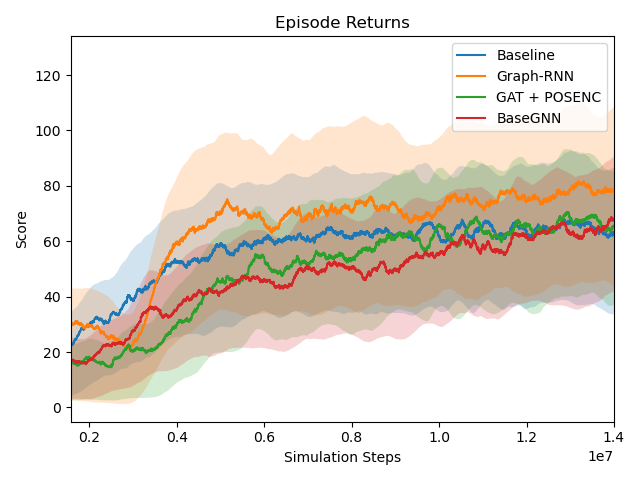 Episode Returns
Baseline
Graph-RNN
GAT + POSENC
BaseGNN
120
100
80
60
40
20
0
Score
0.2
0.4
0.6
0.8
1.0
1.2
1.4
1e7
Simulation Steps